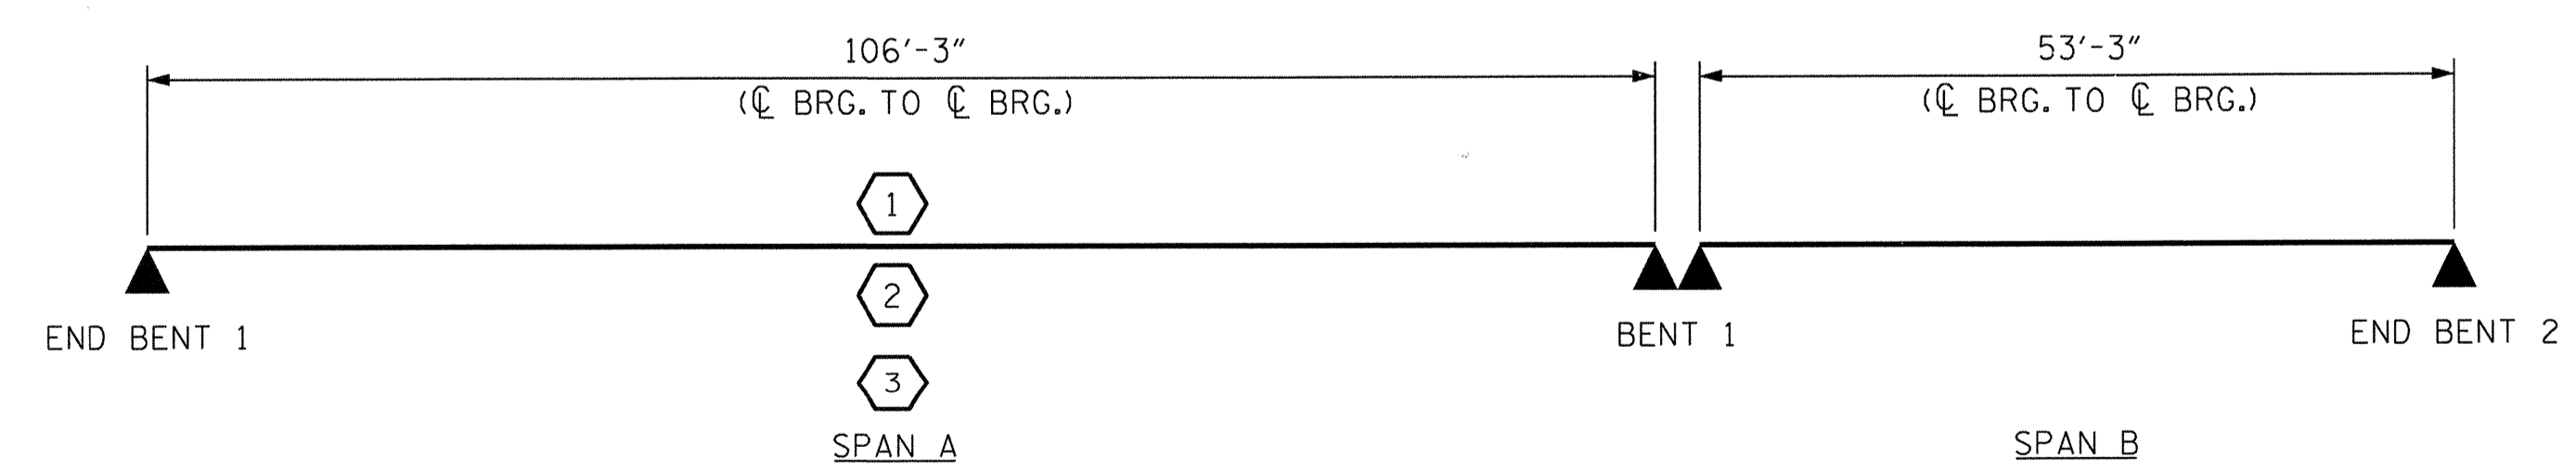 106'-3" 53'-3"
(℄ BRG. TO ℄ BRG.) (℄ BRG. TO ℄ BRG.)
1
2
END BENT 1 BENT 1 END BENT 2
3
SPAN A SPAN B